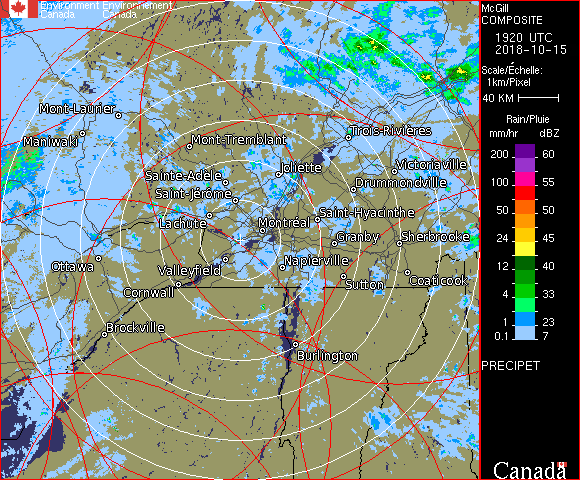 Environment Environnement
Canada Canada
Mont-Laurier
Maniwaki
Mont-Tremblant
Trois-Rivières
Sainte-Adèle
Joliette
Victoriaville
Saint-Jérôme
Drummondville
Lachute
Saint-Hyacinthe
Montréal
Granby
Sherbrooke
Ottawa
Valleyfield
Napierville
Cornwall
Sutton
Coaticook
Brockville
Burlington
McGill
COMPOSITE
1920 UTC
2018-10-15
Scale/Échelle:
1km/Pixel
40 KM
Rain/Pluie
mm/hr dBZ
200 60
100 55
50 50
24 45
12 40
4 33
1 23
0.1 7
PRECIPET
Canada